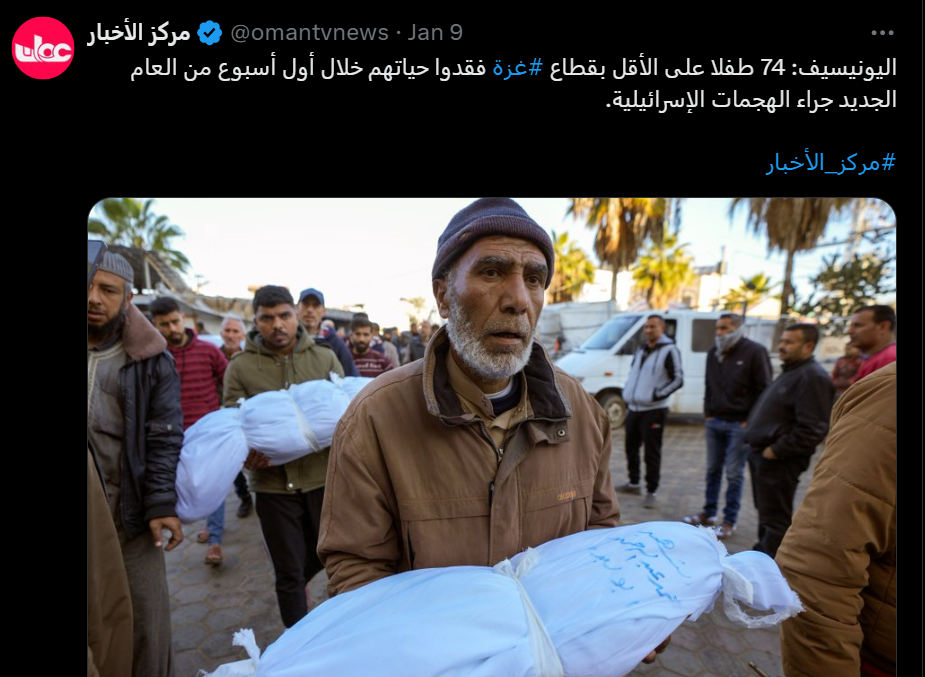 مركز الأخبار @omantvnews · Jan 9
عمان
اليونيسيف: 74 طفلا على الأقل بقطاع #غزة فقدوا حياتهم خلال أول أسبوع من العام
الجديد جراء الهجمات الإسرائيلية.
#مركز_الأخبار